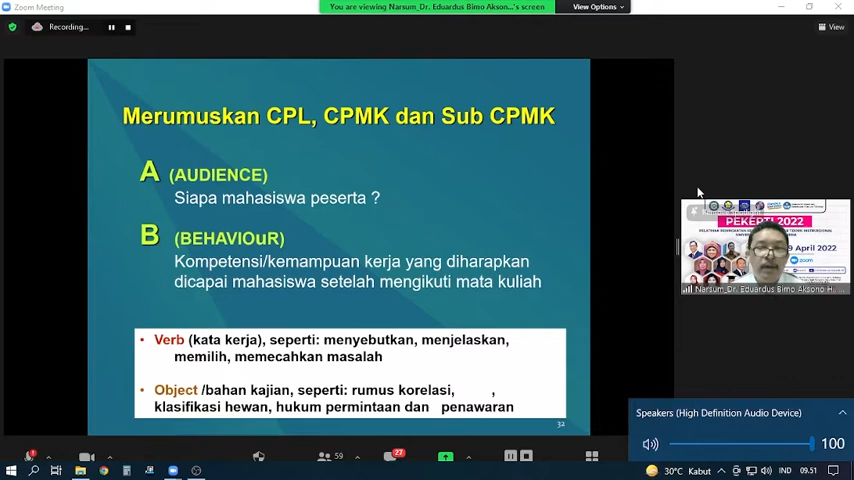 Zoom Meeting
You are viewing Narsum_Dr. Eduardus Bimo Akson...'s screen
View Options
Recording...
View
Merumuskan CPL, CPMK dan Sub CPMK
A (AUDIENCE)
Siapa mahasiswa peserta ?
B (BEHAVIOuR)
Kompetensi/kemampuan kerja yang diharapkan
dicapai mahasiswa setelah mengikuti mata kuliah
• Verb (kata kerja), seperti: menyebutkan, menjelaskan,
memilih, memecahkan masalah
• Object /bahan kajian, seperti: rumus korelasi, ,
klasifikasi hewan, hukum permintaan dan penawaran
32
PEKERTI 2022
9 April 2022
zoom
Narsum_Dr. Eduardus Bimo Aksono H...
Speakers (High Definition Audio Device)
100
59
27
30°C Kabut
IND
09.51